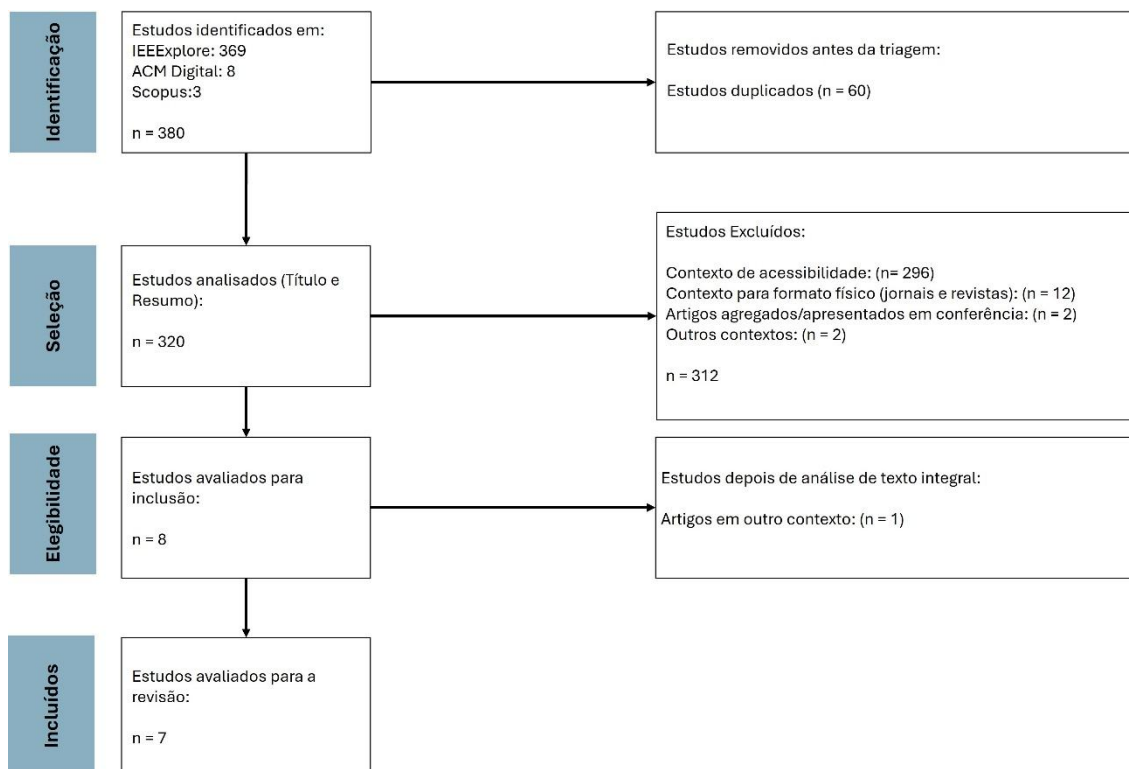 Identificação
Estudos identificados em:
IEEExplore: 369
ACM Digital: 8
Scopus:3
n = 380
Estudos removidos antes da triagem:
Estudos duplicados (n = 60)
Seleção
Estudos analisados (Título e
Resumo):
n = 320
Estudos Excluídos:
Contexto de acessibilidade: (n= 296)
Contexto para formato físico (jornais e revistas): (n = 12)
Artigos agregados/apresentados em conferência: (n = 2)
Outros contextos: (n = 2)
n = 312
Elegibilidade
Estudos avaliados para
inclusão:
n = 8
Estudos depois de análise de texto integral:
Artigos em outro contexto: (n = 1)
Incluídos
Estudos avaliados para a
revisão:
n = 7